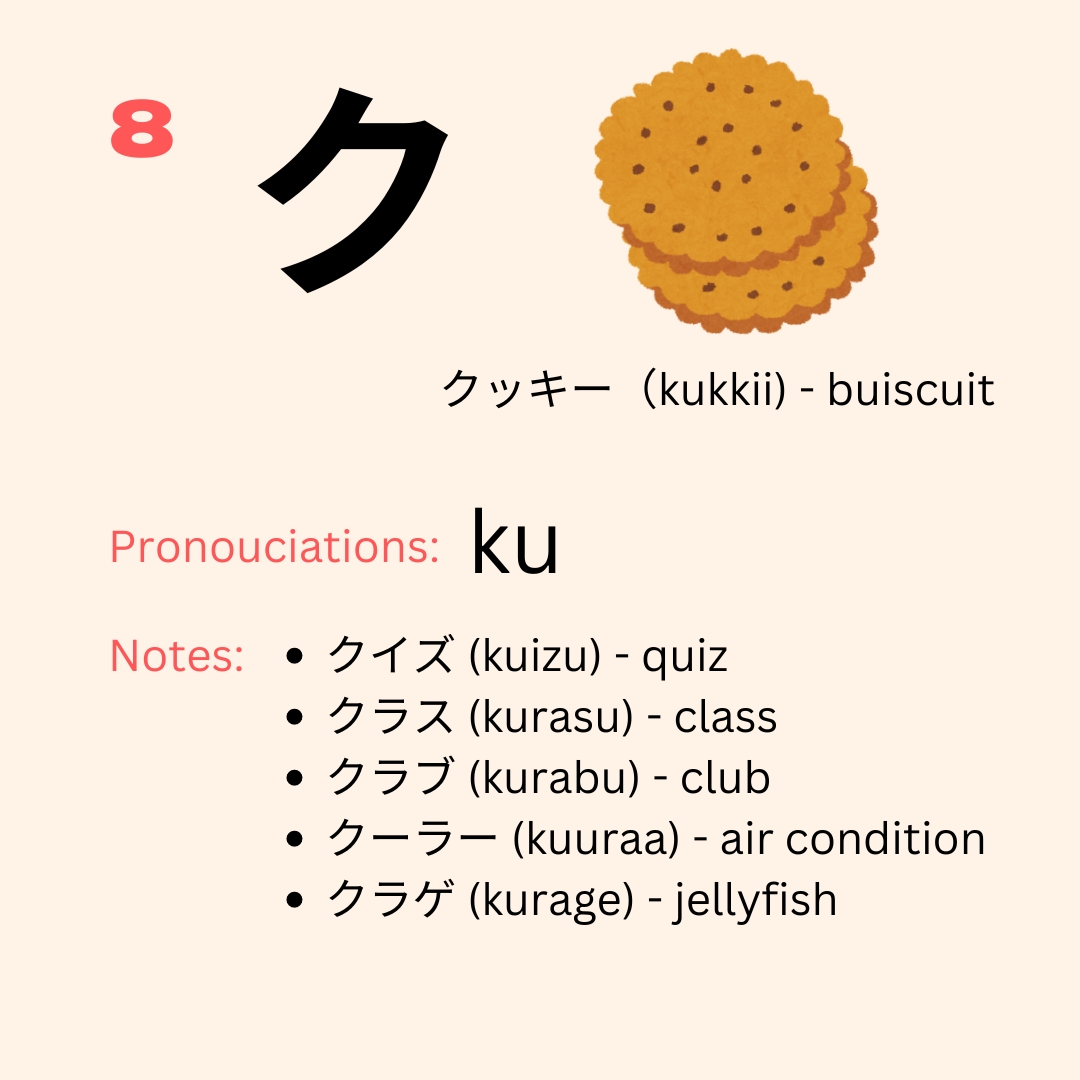 8
ク
クッキー（kukkii) - buiscuit
Pronouciations: ku
Notes:
• クイズ (kuizu) - quiz
• クラス (kurasu) - class
• クラブ (kurabu) - club
• クーラー (kuuraa) - air condition
• クラゲ (kurage) - jellyfish